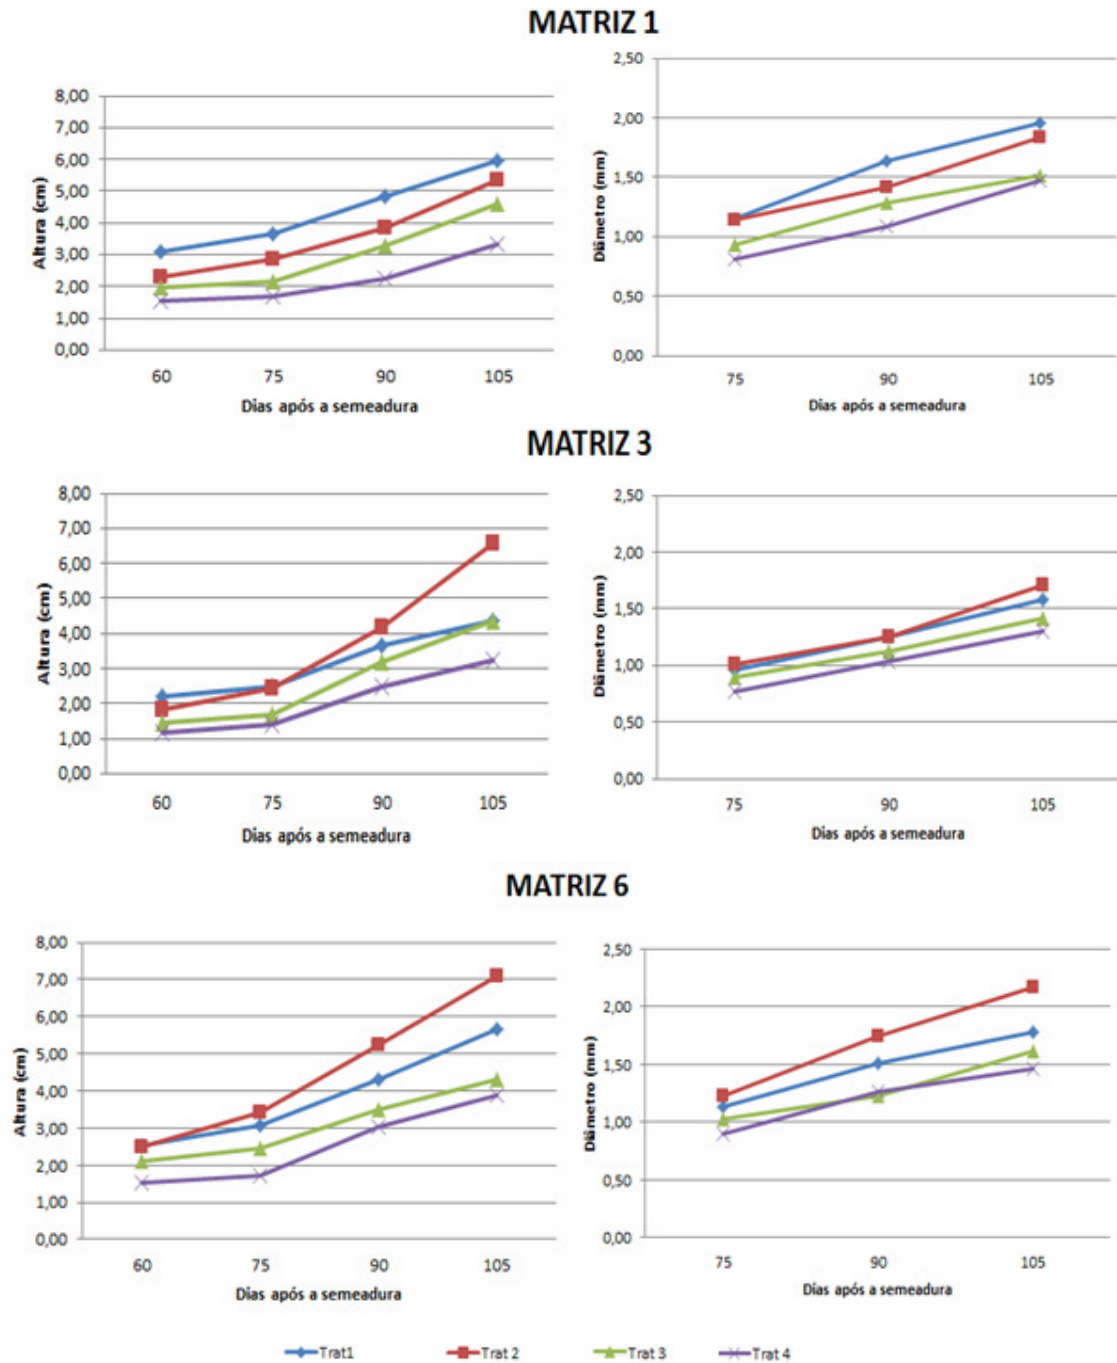 MATRIZ 1
Altura (cm)
8,00
7,00
6,00
5,00
4,00
3,00
2,00
1,00
0,00
60 75 90 105
Dias após a semeadura
Diâmetro (mm)
2,50
2,00
1,50
1,00
0,50
0,00
75 90 105
Dias após a semeadura
MATRIZ 3
Altura (cm)
8,00
7,00
6,00
5,00
4,00
3,00
2,00
1,00
0,00
60 75 90 105
Dias após a semeadura
Diâmetro (mm)
2,50
2,00
1,50
1,00
0,50
0,00
75 90 105
Dias após a semeadura
MATRIZ 6
Altura (cm)
8,00
7,00
6,00
5,00
4,00
3,00
2,00
1,00
0,00
60 75 90 105
Dias após a semeadura
Diâmetro (mm)
2,50
2,00
1,50
1,00
0,50
0,00
75 90 105
Dias após a semeadura
Trat1 Trat 2 Trat 3 Trat 4